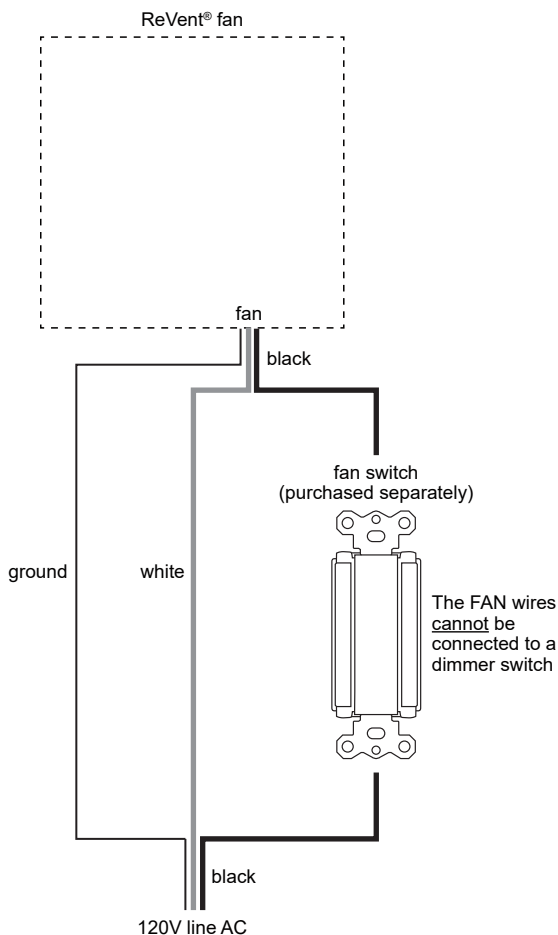 ReVent® fan
fan
black
fan switch
(purchased separately)
ground
white
The FAN wires
cannot be
connected to a
dimmer switch
black
120V line AC